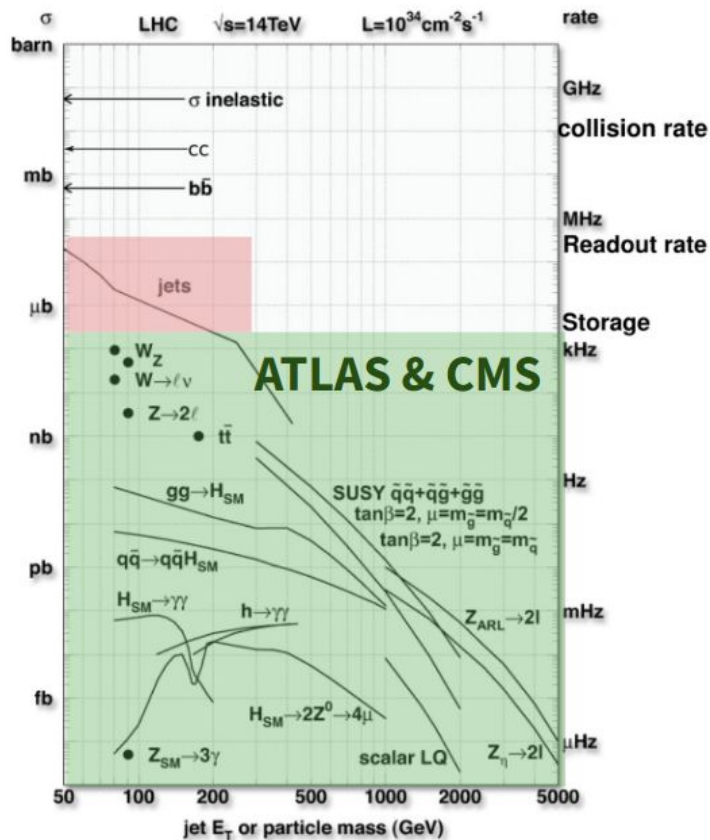 σ LHC √s=14TeV L=10³⁴cm⁻²s⁻¹ rate
barn
GHz
σ inelastic
collision rate
cc
mb
bb̄
MHz
Readout rate
jets
μb
Storage
kHz
W
Z
ATLAS & CMS
W→ℓν
Z→2ℓ
nb
tt̄
Hz
gg→H_SM
SUSY q̃q̃+q̃g̃+g̃g̃
tanβ=2, μ=m_g̃=m_q̃/2
tanβ=2, μ=m_g̃=m_q̃
qq̄→qq̄H_SM
pb
H_SM→γγ
h→γγ
mHz
Z_ARL→2l
fb
H_SM→2Z⁰→4μ
μHz
Z_SM→3γ
scalar LQ
Z_η→2l
50 100 200 500 1000 2000 5000
jet E_T or particle mass (GeV)